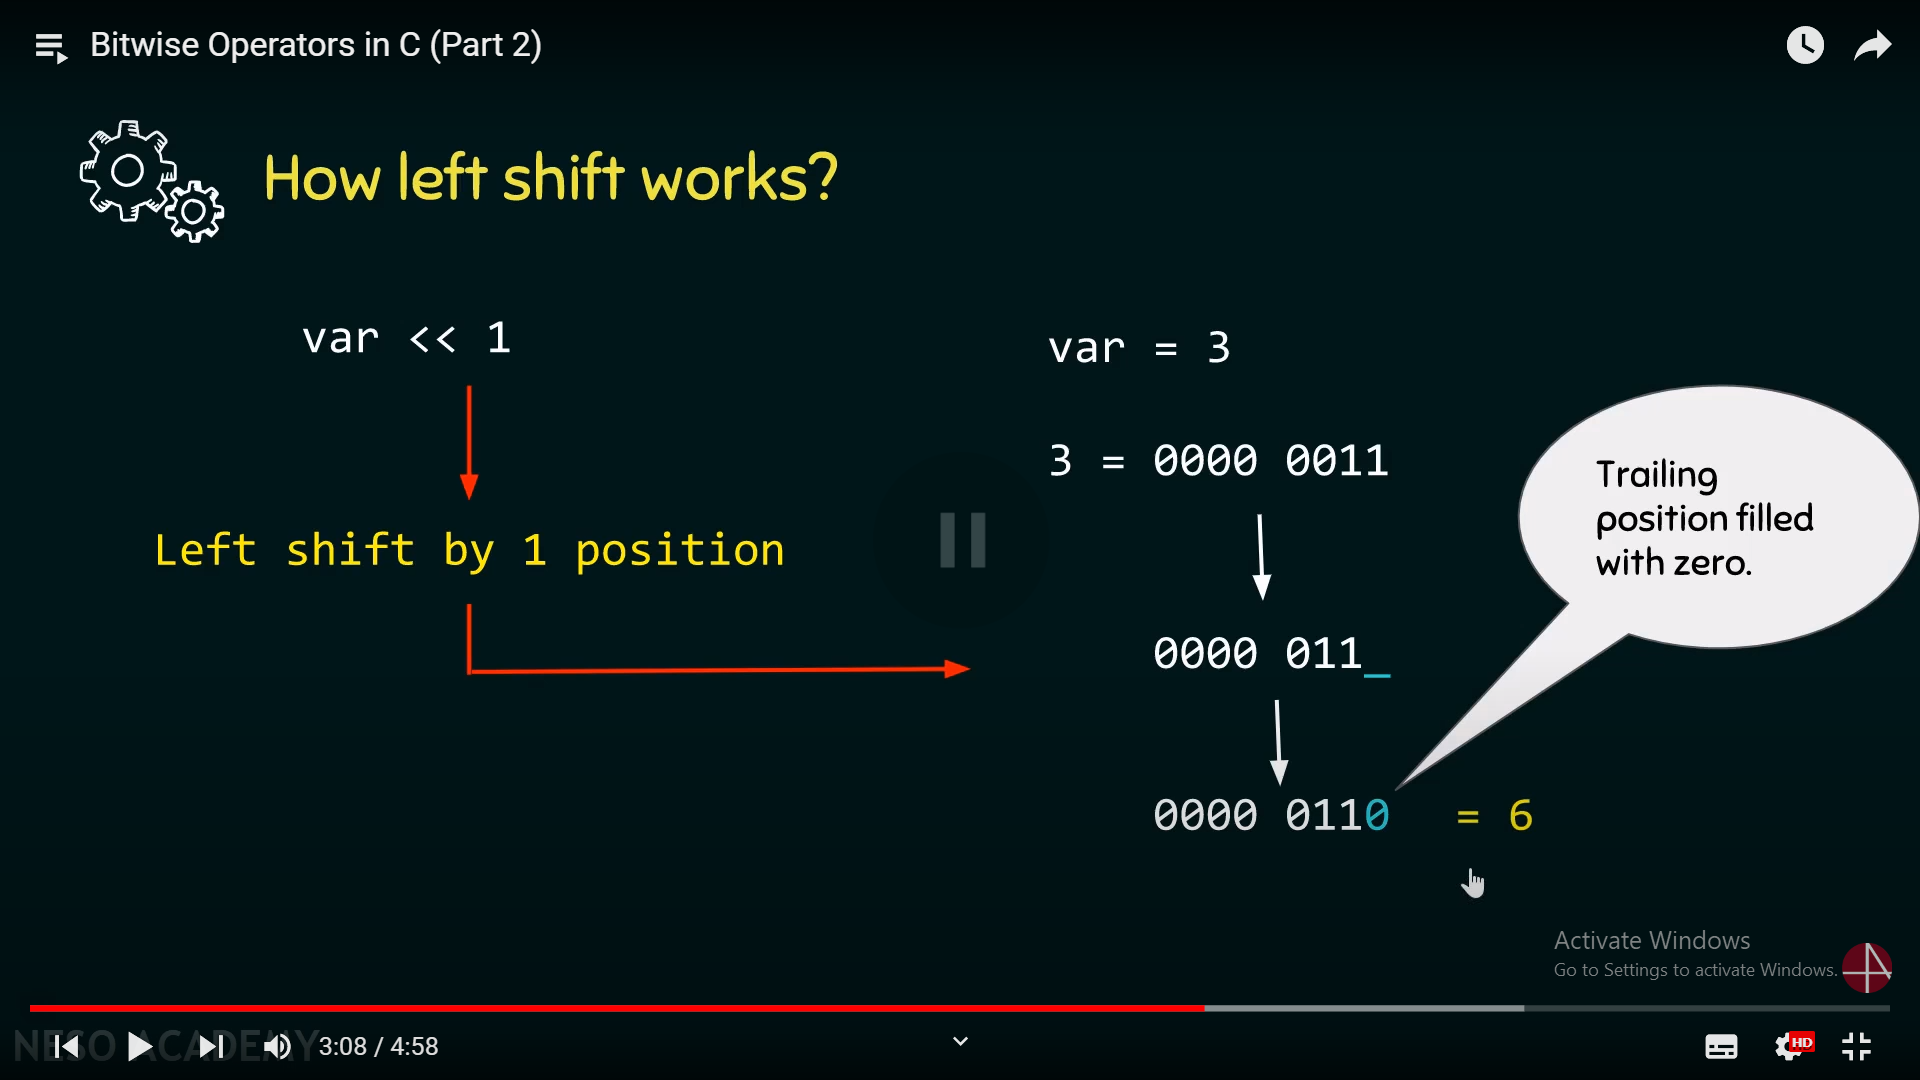 Bitwise Operators in C (Part 2)
How left shift works?
var << 1
Left shift by 1 position
var = 3
3 = 0000 0011
0000 011_
0000 0110 = 6
Trailing
position filled
with zero.
Activate Windows
Go to Settings to activate Windows.
NESO ACADEMY
3:08 / 4:58
HD